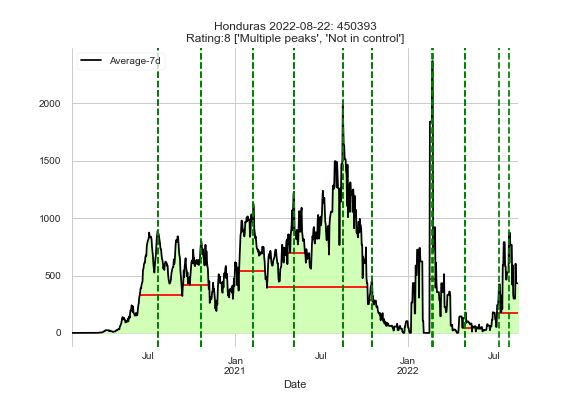 Honduras 2022-08-22: 450393
Rating:8 ['Multiple peaks', 'Not in control']
Average-7d
2000
1500
1000
500
0
Jul
Jan
2021
Jul
Jan
2022
Jul
Date